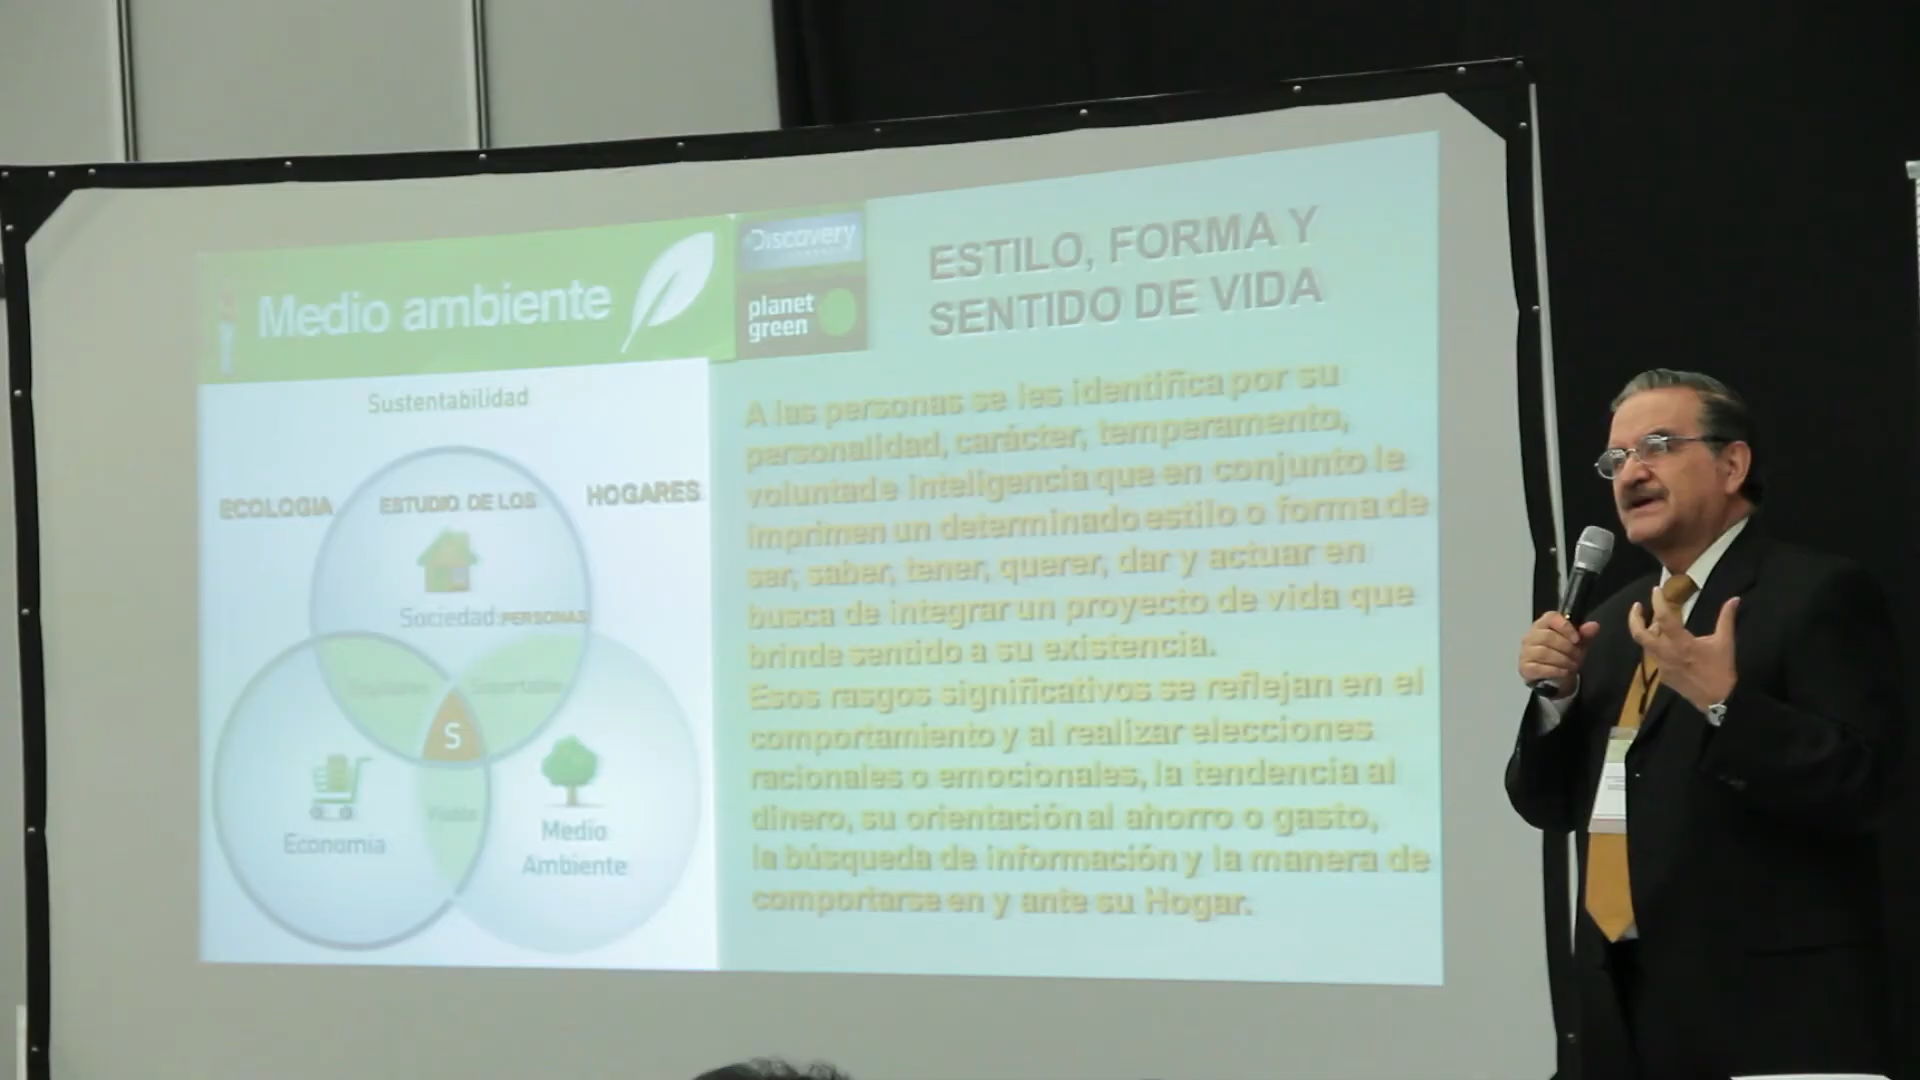 Medio ambiente
Discovery
planet
green
ESTILO, FORMA Y
SENTIDO DE VIDA
Sustentabilidad
ECOLOGIA
ESTUDIO DE LOS
HOGARES
Sociedad:PERSONAS
S
Economía
Medio
Ambiente
A las personas se les identifica por su
personalidad, carácter, temperamento,
voluntad e inteligencia que en conjunto le
imprimen un determinado estilo o forma de
ser, saber, tener, querer, dar y actuar en
busca de integrar un proyecto de vida que
brinde sentido a su existencia.
Esos rasgos significativos se reflejan en el
comportamiento y al realizar elecciones
racionales o emocionales, la tendencia al
dinero, su orientación al ahorro o gasto,
la búsqueda de información y la manera de
comportarse en y ante su Hogar.